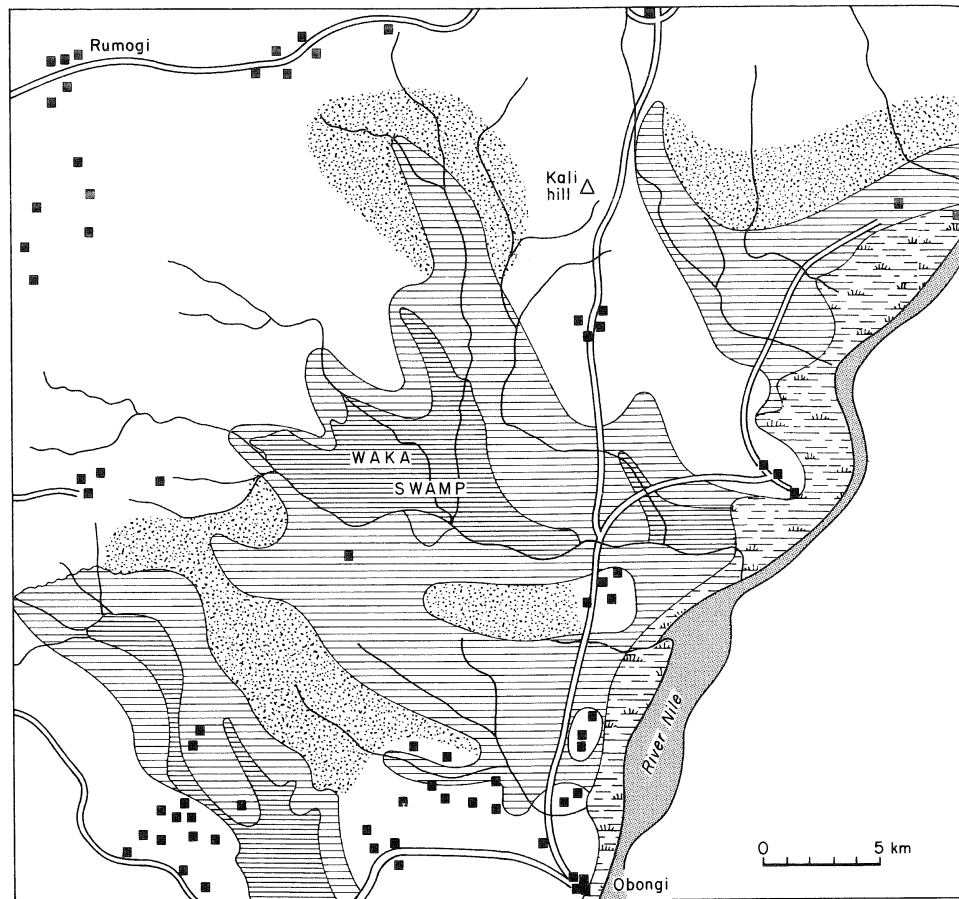 Rumogi
Kali
hill
WAKA
SWAMP
River Nile
0 5 km
Obongi